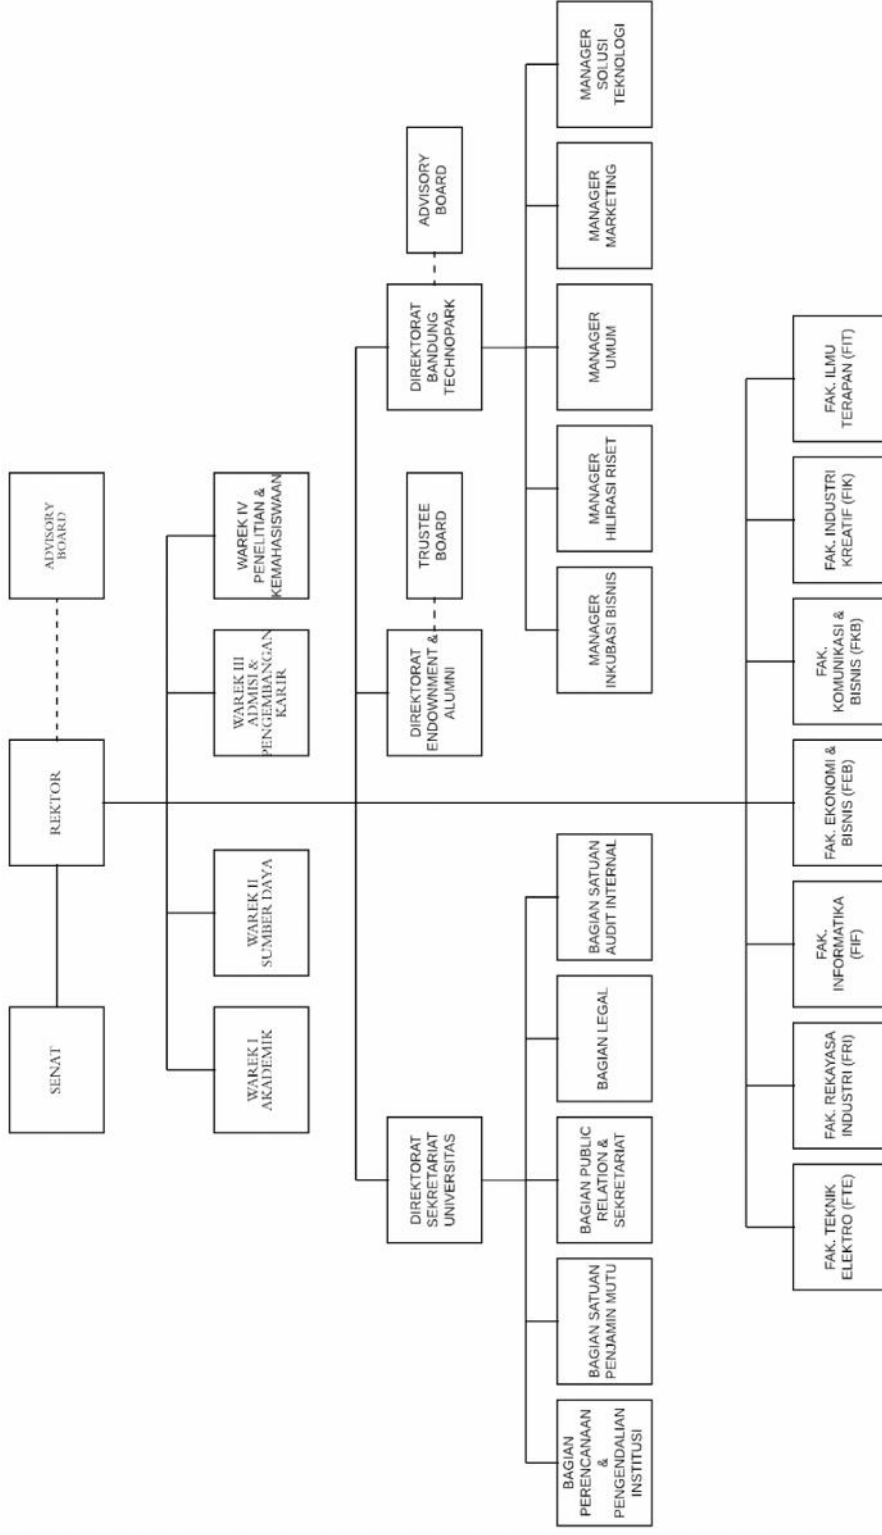 SENAT
REKTOR
ADVISORY
BOARD
WAREK I
AKADEMIK
WAREK II
SUMBER DAYA
WAREK III
ADMISI &
PENGEMBANGAN
KARIR
WAREK IV
PENELITIAN &
KEMAHASISWAAN
DIREKTORAT
SEKRETARIAT
UNIVERSITAS
DIREKTORAT
ENDOWNMENT &
ALUMNI
TRUSTEE
BOARD
DIREKTORAT
BANDUNG
TECHNOPARK
ADVISORY
BOARD
BAGIAN
PERENCANAAN
&
PENGENDALIAN
INSTITUSI
BAGIAN SATUAN
PENJAMIN MUTU
BAGIAN PUBLIC
RELATION &
SEKRETARIAT
BAGIAN LEGAL
BAGIAN SATUAN
AUDIT INTERNAL
MANAGER
INKUBASI BISNIS
MANAGER
HILIRASI RISET
MANAGER
UMUM
MANAGER
MARKETING
MANAGER
SOLUSI
TEKNOLOGI
FAK. TEKNIK
ELEKTRO (FTE)
FAK. REKAYASA
INDUSTRI (FRI)
FAK.
INFORMATIKA
(FIF)
FAK. EKONOMI &
BISNIS (FEB)
FAK.
KOMUNIKASI &
BISNIS (FKB)
FAK. INDUSTRI
KREATIF (FIK)
FAK. ILMU
TERAPAN (FIT)